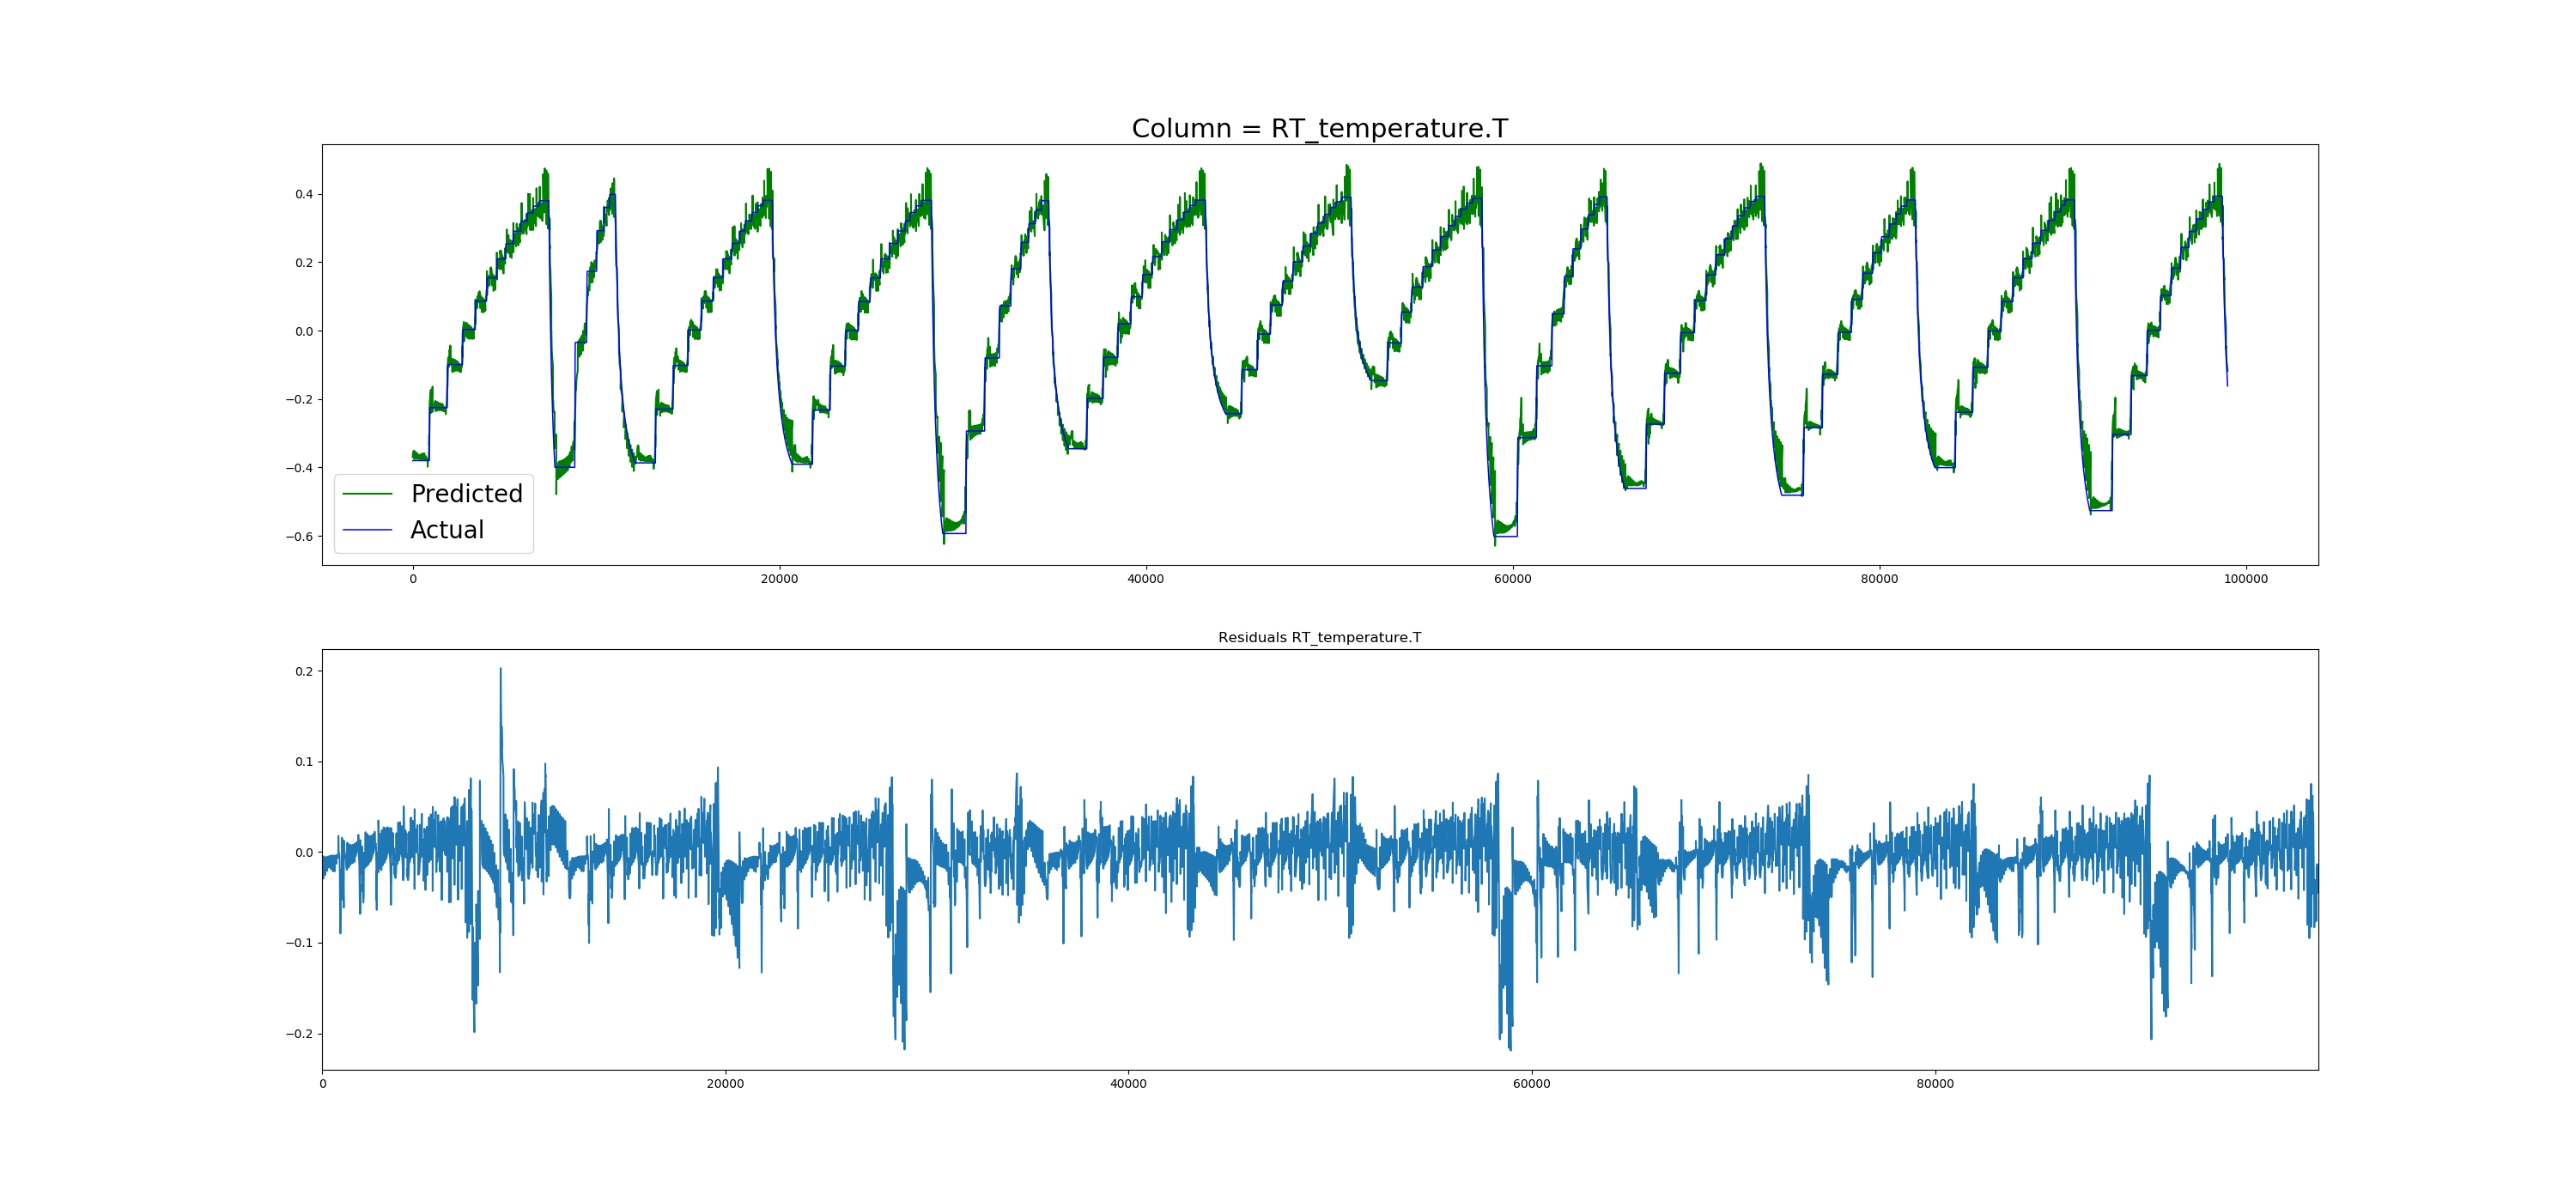 Column = RT_temperature.T
0.4
0.2
0.0
−0.2
−0.4
−0.6
Predicted
Actual
0 20000 40000 60000 80000 100000
Residuals RT_temperature.T
0.2
0.1
0.0
−0.1
−0.2
0 20000 40000 60000 80000